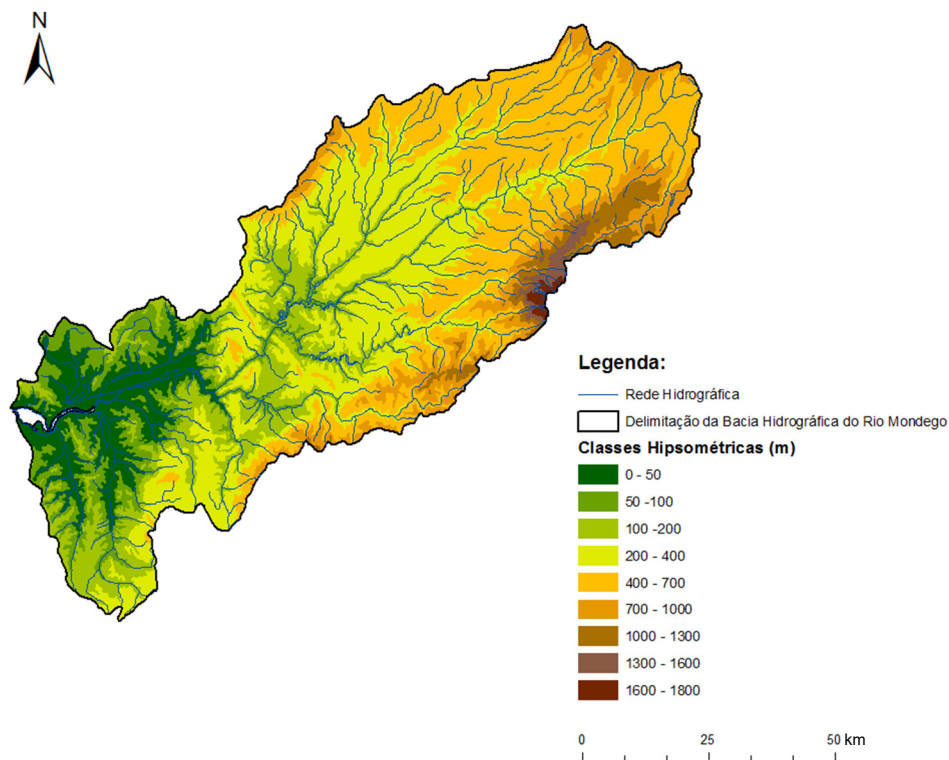 N
Legenda:
Rede Hidrográfica
Delimitação da Bacia Hidrográfica do Rio Mondego
Classes Hipsométricas (m)
0 - 50
50 -100
100 -200
200 - 400
400 - 700
700 - 1000
1000 - 1300
1300 - 1600
1600 - 1800
0 25 50 km